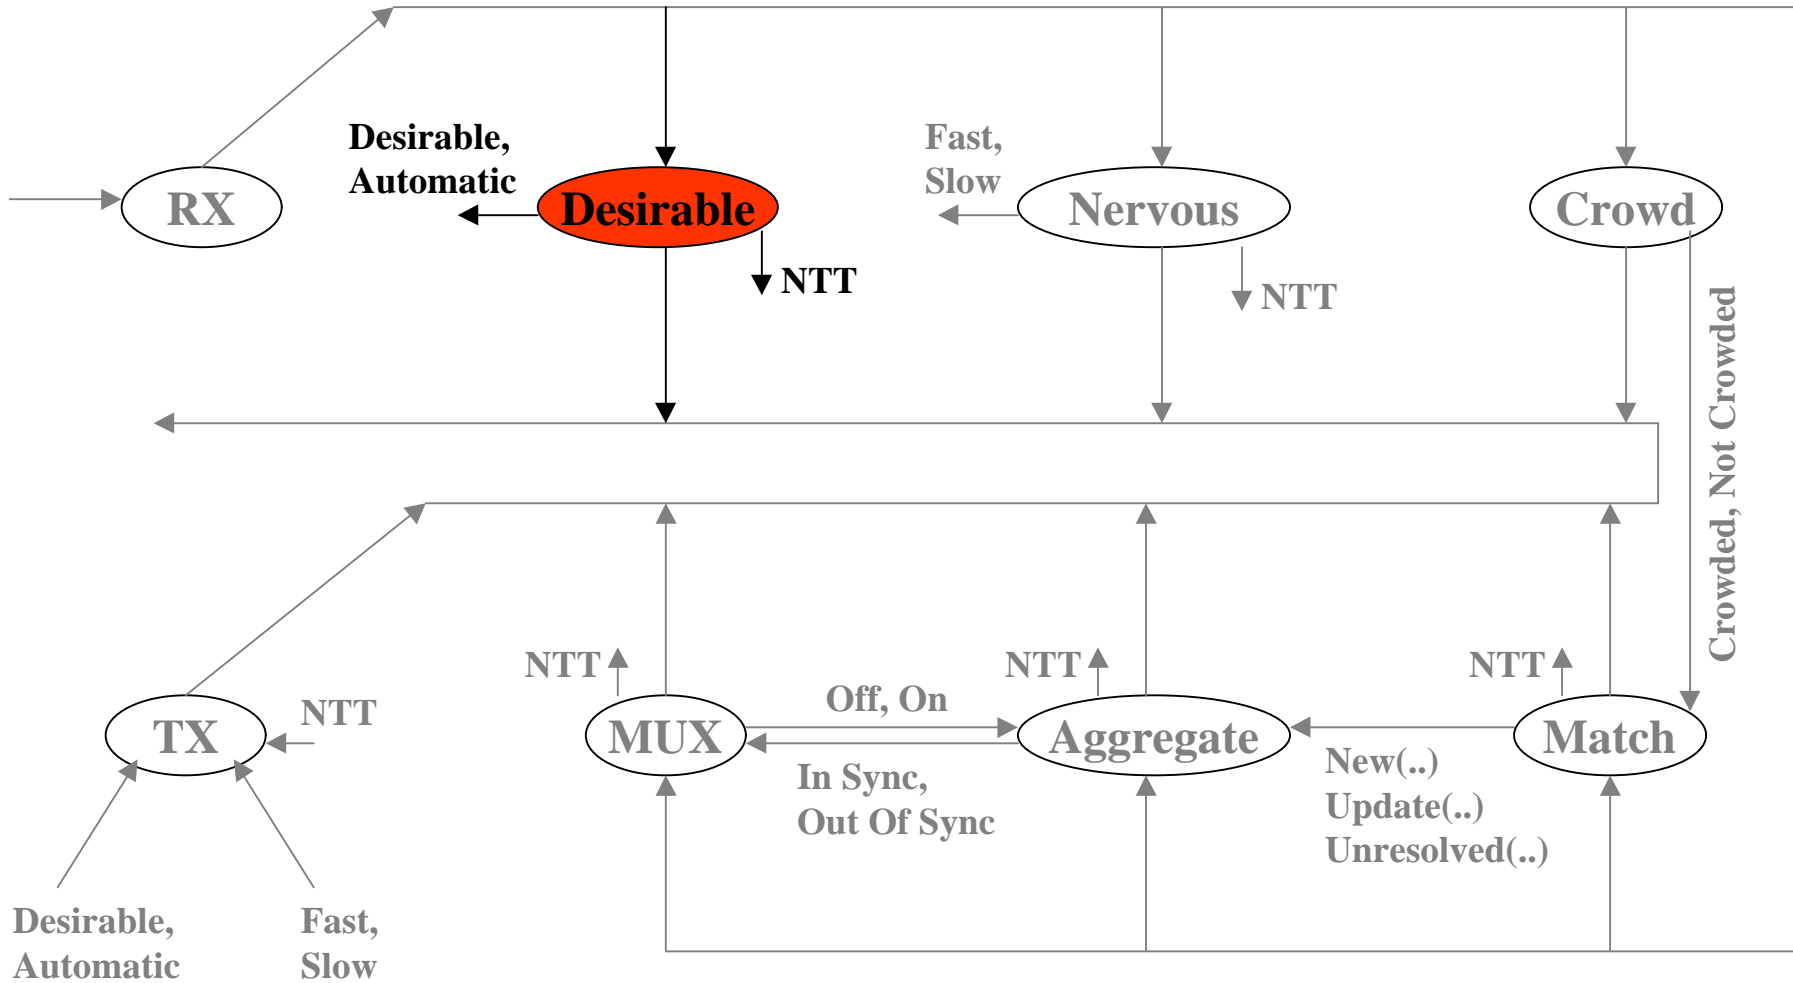 Desirable,
Automatic
Fast,
Slow
RX
Desirable
Nervous
Crowd
NTT
NTT
Crowded, Not Crowded
NTT
NTT
NTT
Off, On
NTT
TX
MUX
Aggregate
Match
In Sync,
Out Of Sync
New(..)
Update(..)
Unresolved(..)
Desirable,
Automatic
Fast,
Slow